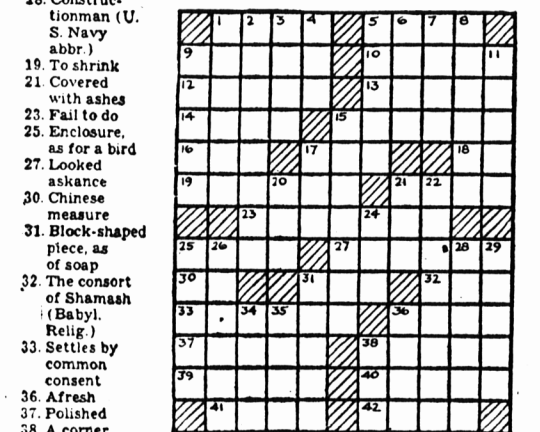 18. Construc-
tionman (U.
S. Navy
abbr.)
19. To shrink
21. Covered
with ashes
23. Fail to do
25. Enclosure,
as for a bird
27. Looked
askance
30. Chinese
measure
31. Block-shaped
piece, as
of soap
32. The consort
of Shamash
(Babyl.
Relig.)
33. Settles by
common
consent
36. Afresh
37. Polished
38. A corner
1 2 3 4 5 6 7 8
9 10 11
12 13
14 15
16 17 18
19 20 21 22
23 24
25 26 27 28 29
30 31 32
33 34 35 36
37 38
39 40
41 42